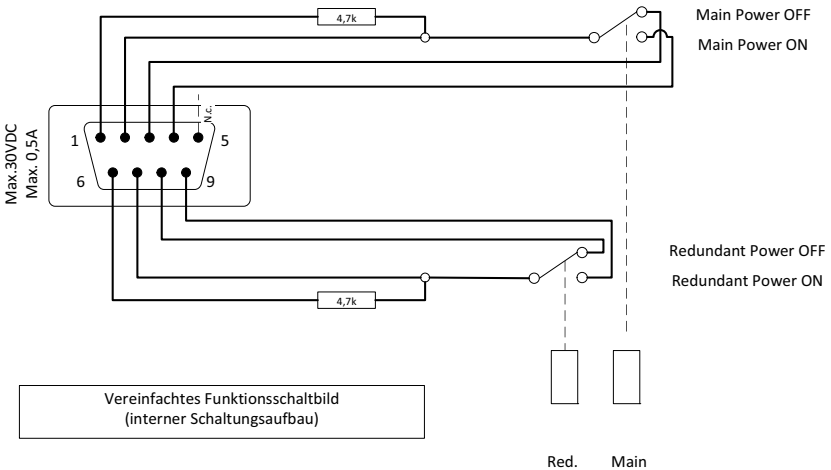 4,7k
Main Power OFF
Main Power ON
Max.30VDC
Max. 0,5A
N.c.
1
5
6
9
Redundant Power OFF
Redundant Power ON
4,7k
Vereinfachtes Funktionsschaltbild
(interner Schaltungsaufbau)
Red.
Main